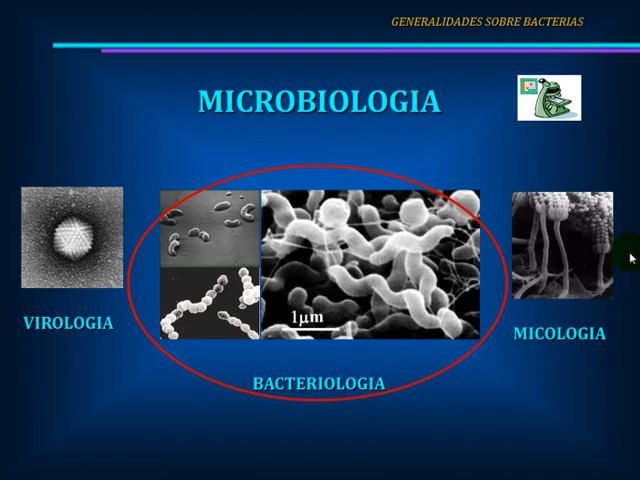 GENERALIDADES SOBRE BACTERIAS
MICROBIOLOGIA
1µm
VIROLOGIA
MICOLOGIA
BACTERIOLOGIA